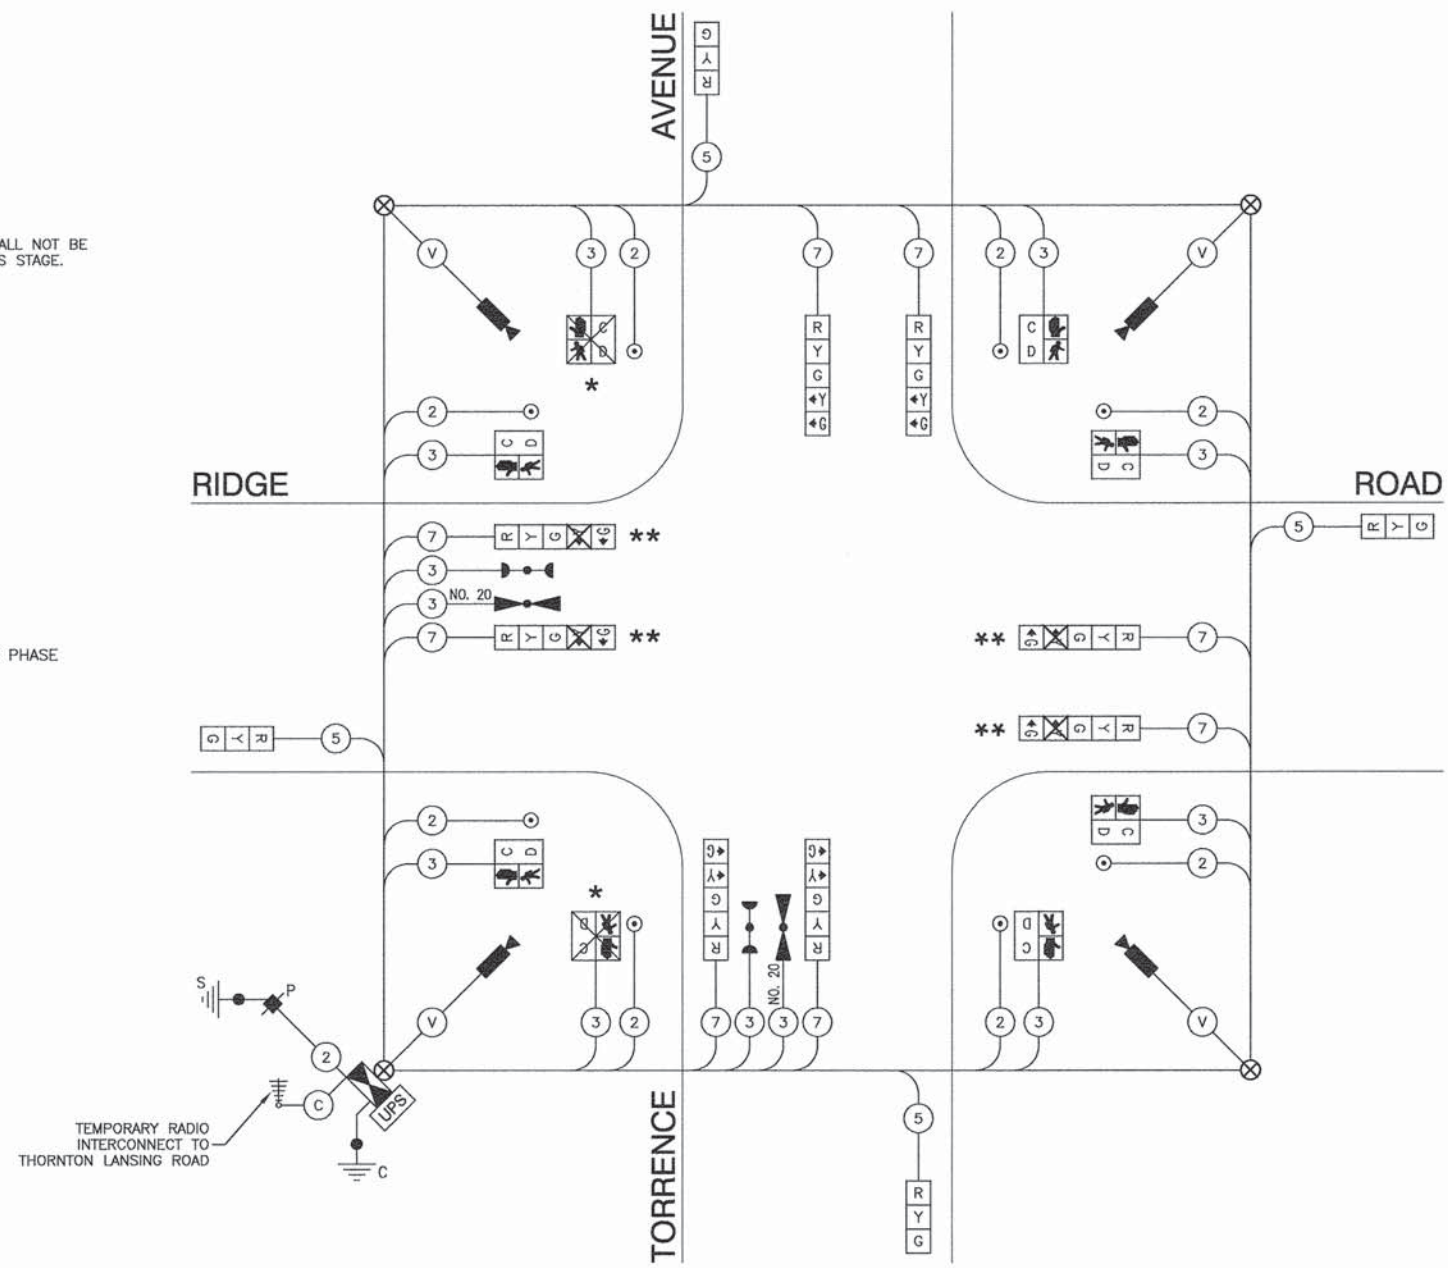 AVENUE
G Y R
5
ALL NOT BE
S STAGE.
V
3
2
7
7
2
3
V
C
D
*
R Y G Y G
R Y G Y G
C
D
2
3
C D
2
3
D C
RIDGE
ROAD
7
R Y G Y G
**
5
R Y G
3
3
NO. 20
7
R Y G Y G
**
** G Y G Y R
7
PHASE
** G Y G Y R
7
G Y R
5
2
3
C D
3
D C
2
*
D
C
G Y G Y R
G Y G Y R
NO. 20
D
C
S
P
V
3
2
7
3
3
7
2
3
V
2
C
UPS
C
TEMPORARY RADIO
INTERCONNECT TO
THORNTON LANSING ROAD
TORRENCE
5
R
Y
G